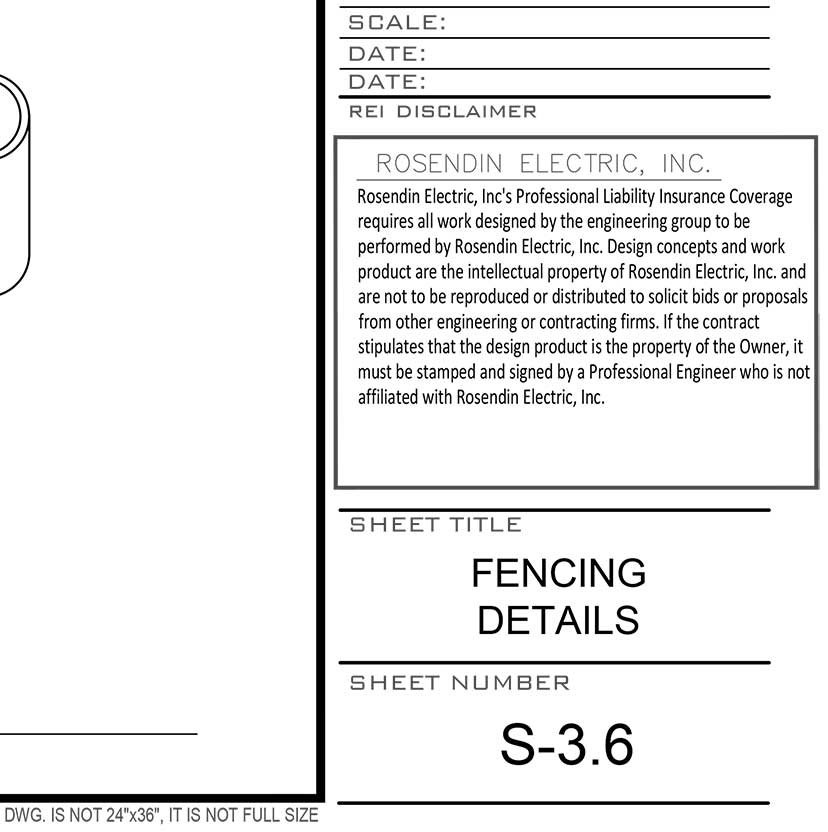 SCALE:
DATE:
DATE:
REI DISCLAIMER
ROSENDIN ELECTRIC, INC.
Rosendin Electric, Inc's Professional Liability Insurance Coverage
requires all work designed by the engineering group to be
performed by Rosendin Electric, Inc. Design concepts and work
product are the intellectual property of Rosendin Electric, Inc. and
are not to be reproduced or distributed to solicit bids or proposals
from other engineering or contracting firms. If the contract
stipulates that the design product is the property of the Owner, it
must be stamped and signed by a Professional Engineer who is not
affiliated with Rosendin Electric, Inc.
SHEET TITLE
FENCING
DETAILS
SHEET NUMBER
S-3.6
DWG. IS NOT 24"x36", IT IS NOT FULL SIZE